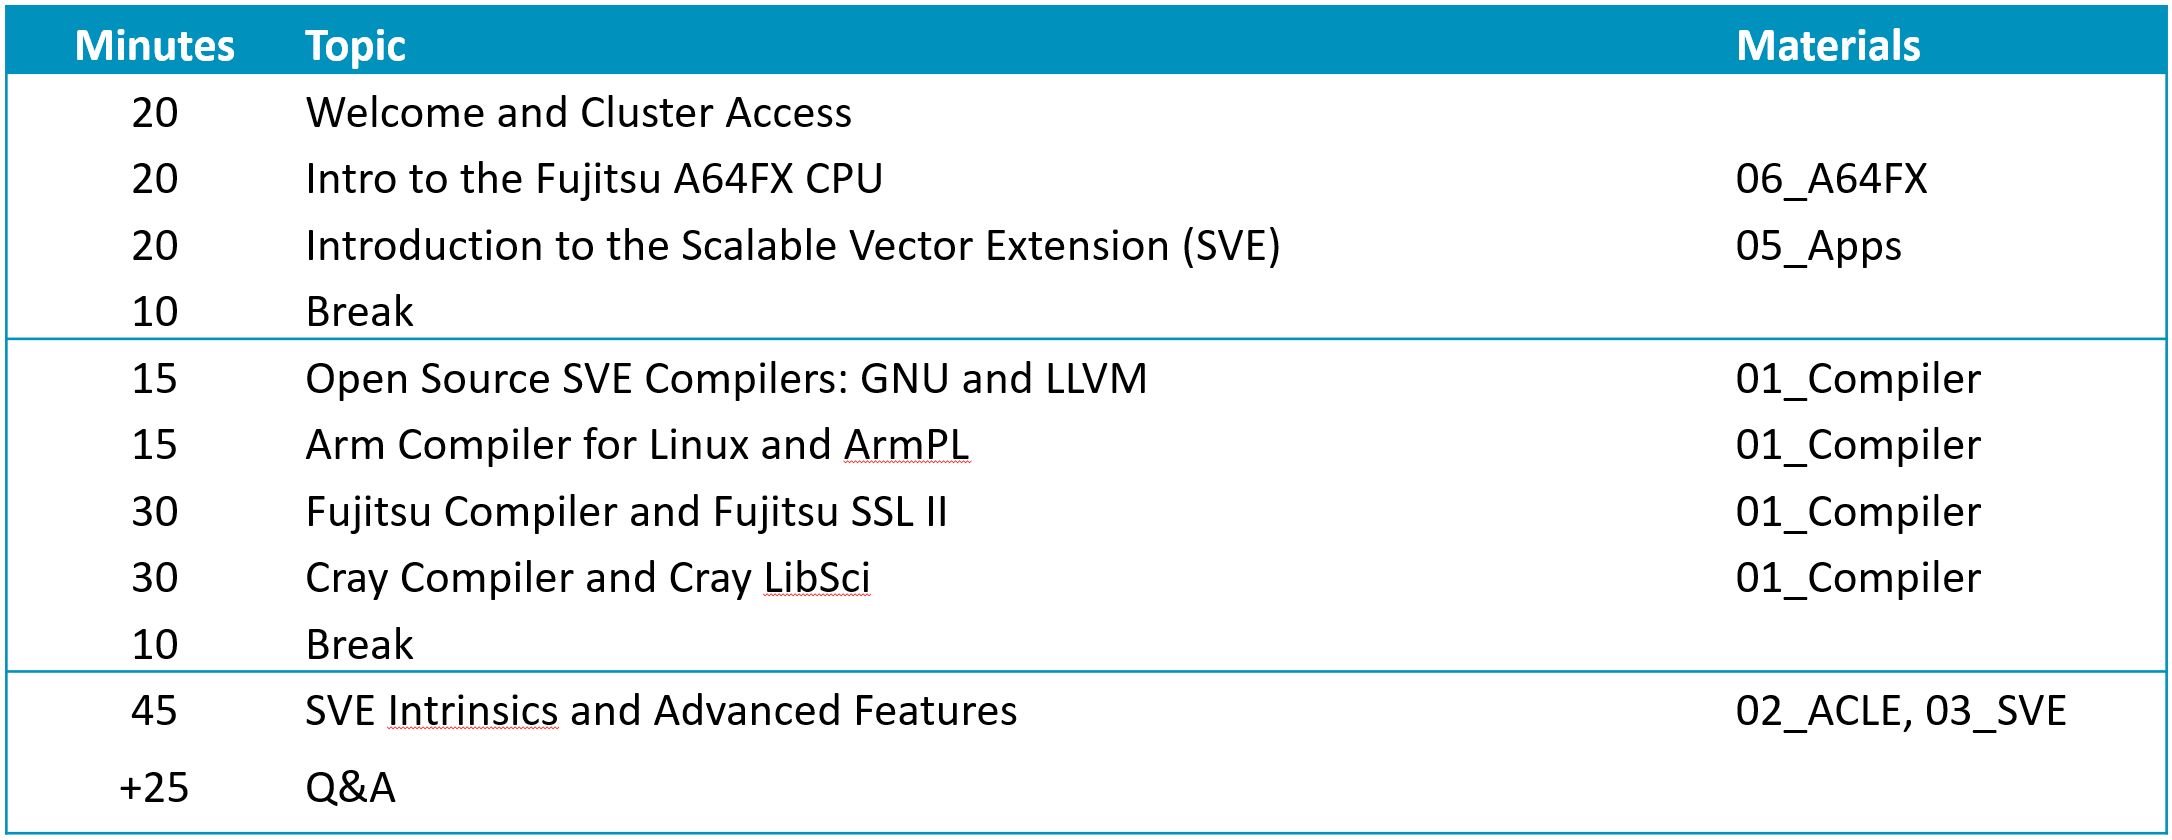 Minutes Topic Materials
20 Welcome and Cluster Access
20 Intro to the Fujitsu A64FX CPU 06_A64FX
20 Introduction to the Scalable Vector Extension (SVE) 05_Apps
10 Break
15 Open Source SVE Compilers: GNU and LLVM 01_Compiler
15 Arm Compiler for Linux and ArmPL 01_Compiler
30 Fujitsu Compiler and Fujitsu SSL II 01_Compiler
30 Cray Compiler and Cray LibSci 01_Compiler
10 Break
45 SVE Intrinsics and Advanced Features 02_ACLE, 03_SVE
+25 Q&A